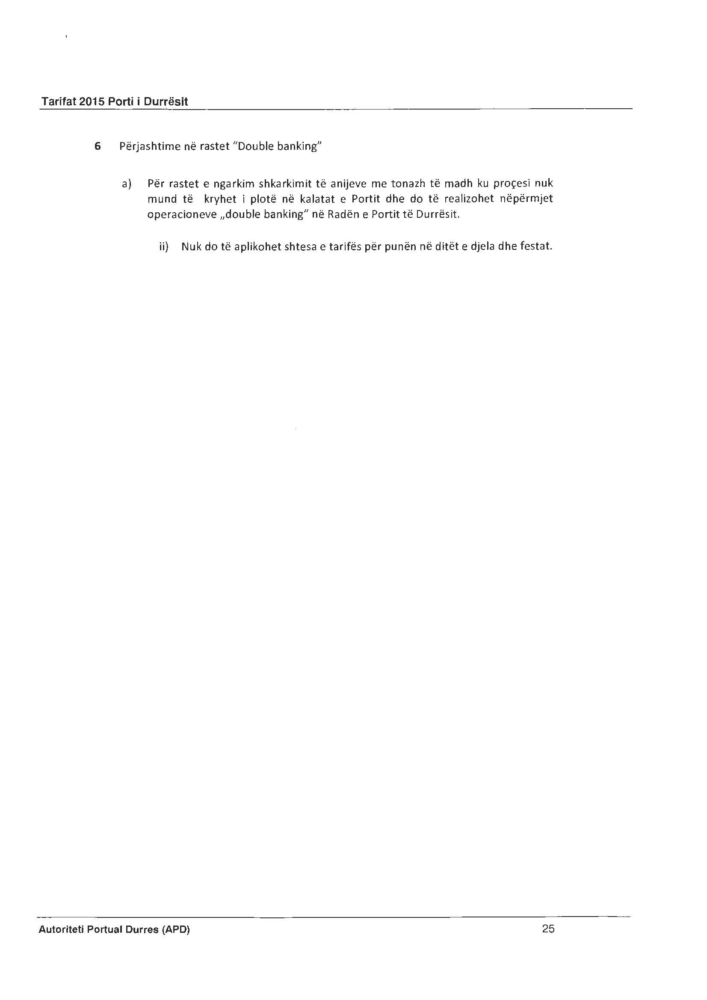 Tarifat 2015 Porti i Durrësit
6 Përjashtime në rastet "Double banking"
a) Për rastet e ngarkim shkarkimit të anijeve me tonazh të madh ku proçesi nuk
mund të kryhet i plotë në kalatat e Portit dhe do të realizohet nëpërmjet
operacioneve „double banking" në Radën e Portit të Durrësit.
ii) Nuk do të aplikohet shtesa e tarifës për punën në ditët e djela dhe festat.
Autoriteti Portual Durres (APD) 25